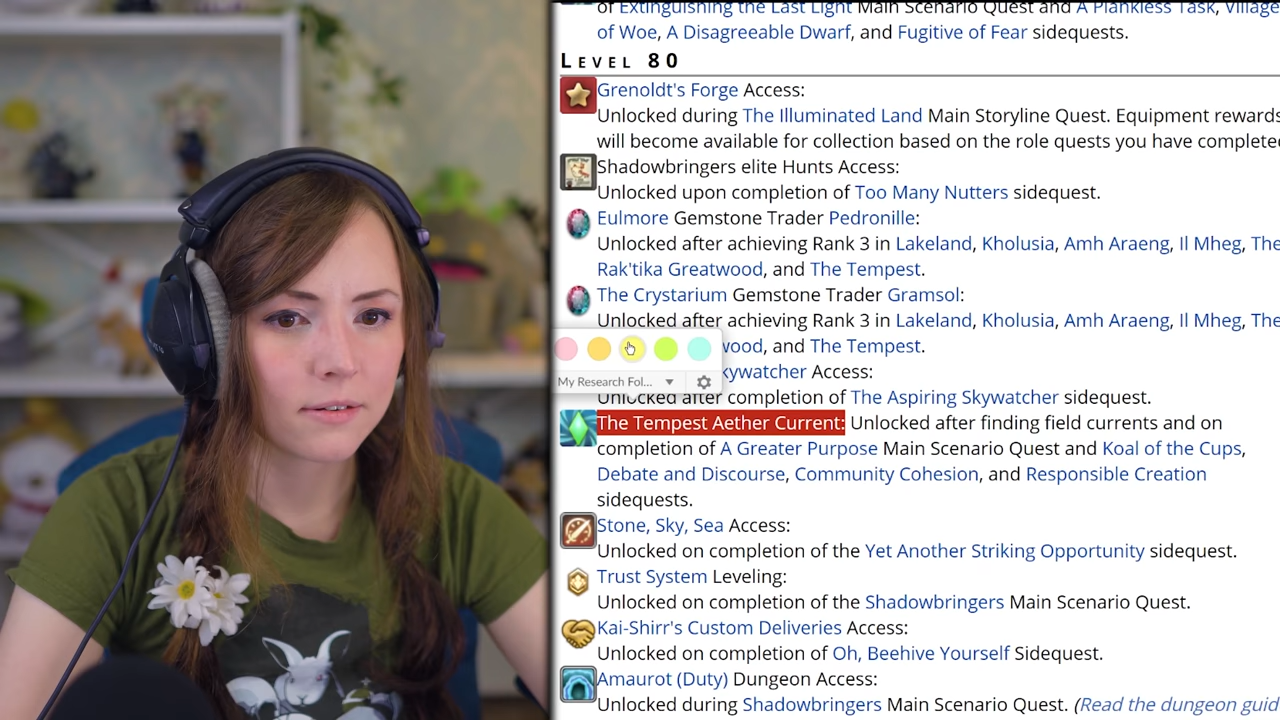 of Extinguishing the Last Light Main Scenario Quest and A Plankless Task, Village
of Woe, A Disagreeable Dwarf, and Fugitive of Fear sidequests.
LEVEL 80
Grenoldt's Forge Access:
Unlocked during The Illuminated Land Main Storyline Quest. Equipment rewards
will become available for collection based on the role quests you have completed
Shadowbringers elite Hunts Access:
Unlocked upon completion of Too Many Nutters sidequest.
Eulmore Gemstone Trader Pedronille:
Unlocked after achieving Rank 3 in Lakeland, Kholusia, Amh Araeng, Il Mheg, The
Rak'tika Greatwood, and The Tempest.
The Crystarium Gemstone Trader Gramsol:
Unlocked after achieving Rank 3 in Lakeland, Kholusia, Amh Araeng, Il Mheg, The
wood, and The Tempest.
My Research Fol...
kywatcher Access:
Unlocked after completion of The Aspiring Skywatcher sidequest.
The Tempest Aether Current: Unlocked after finding field currents and on
completion of A Greater Purpose Main Scenario Quest and Koal of the Cups,
Debate and Discourse, Community Cohesion, and Responsible Creation
sidequests.
Stone, Sky, Sea Access:
Unlocked on completion of the Yet Another Striking Opportunity sidequest.
Trust System Leveling:
Unlocked on completion of the Shadowbringers Main Scenario Quest.
Kai-Shirr's Custom Deliveries Access:
Unlocked on completion of Oh, Beehive Yourself Sidequest.
Amaurot (Duty) Dungeon Access:
Unlocked during Shadowbringers Main Scenario Quest. (Read the dungeon guid